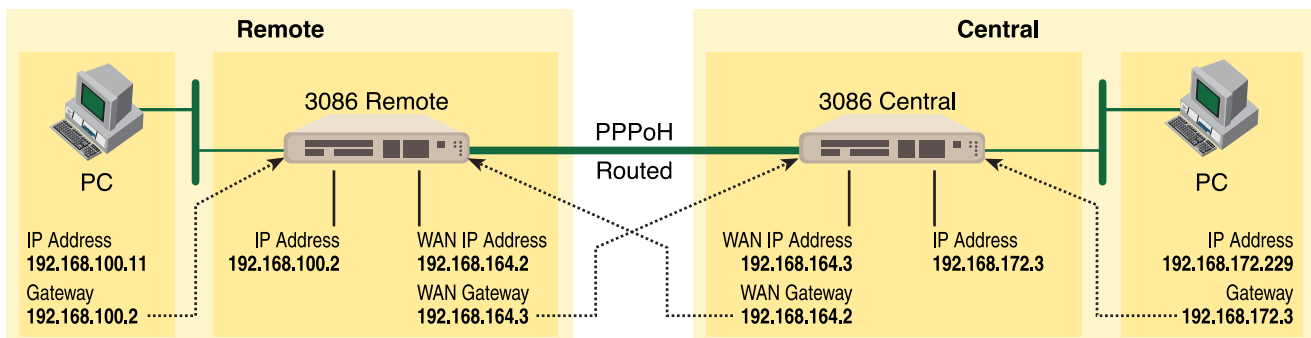 Remote
PC
IP Address
192.168.100.11
Gateway
192.168.100.2
3086 Remote
IP Address
192.168.100.2
WAN IP Address
192.168.164.2
WAN Gateway
192.168.164.3
PPPoH
Routed
Central
3086 Central
WAN IP Address
192.168.164.3
WAN Gateway
192.168.164.2
IP Address
192.168.172.3
PC
IP Address
192.168.172.229
Gateway
192.168.172.3